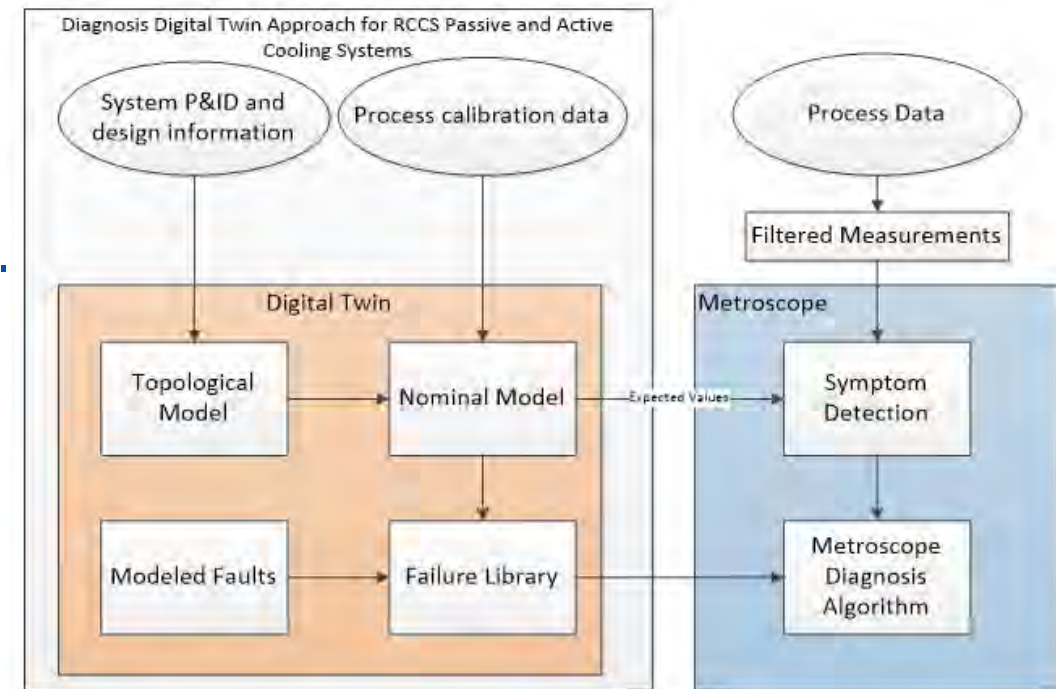 Diagnosis Digital Twin Approach for RCCS Passive and Active
Cooling Systems
System P&ID and
design information
Process calibration data
Process Data
Filtered Measurements
Digital Twin
Metroscope
Topological
Model
Nominal Model
Expected Values
Symptom
Detection
Modeled Faults
Failure Library
Metroscope
Diagnosis
Algorithm